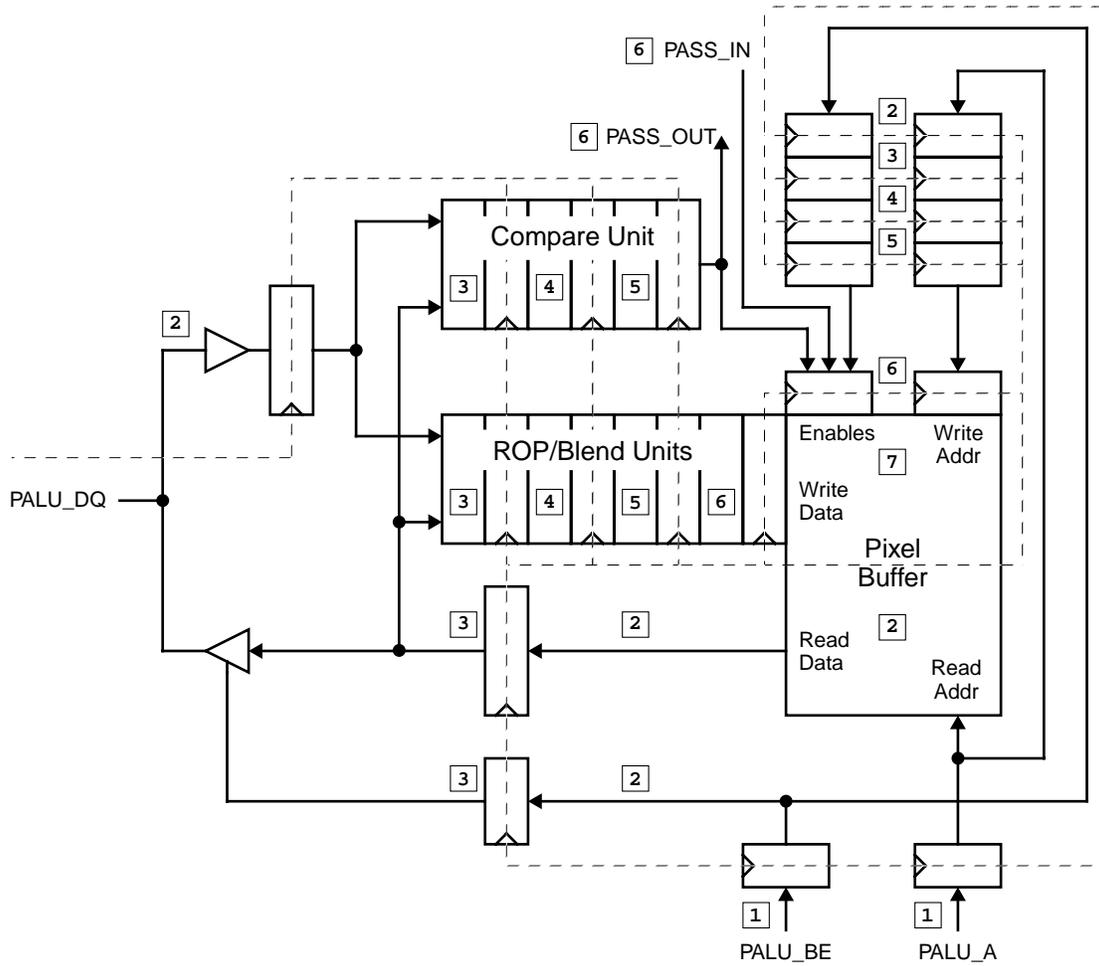 6 PASS_IN
2
6 PASS_OUT
3
4
Compare Unit
5
3 4 5
2
6
Enables Write
Addr
ROP/Blend Units
7
3 4 5 6
Write
Data
PALU_DQ
Pixel
Buffer
3 2
2
Read
Data
Read
Addr
3 2
1 1
PALU_BE PALU_A